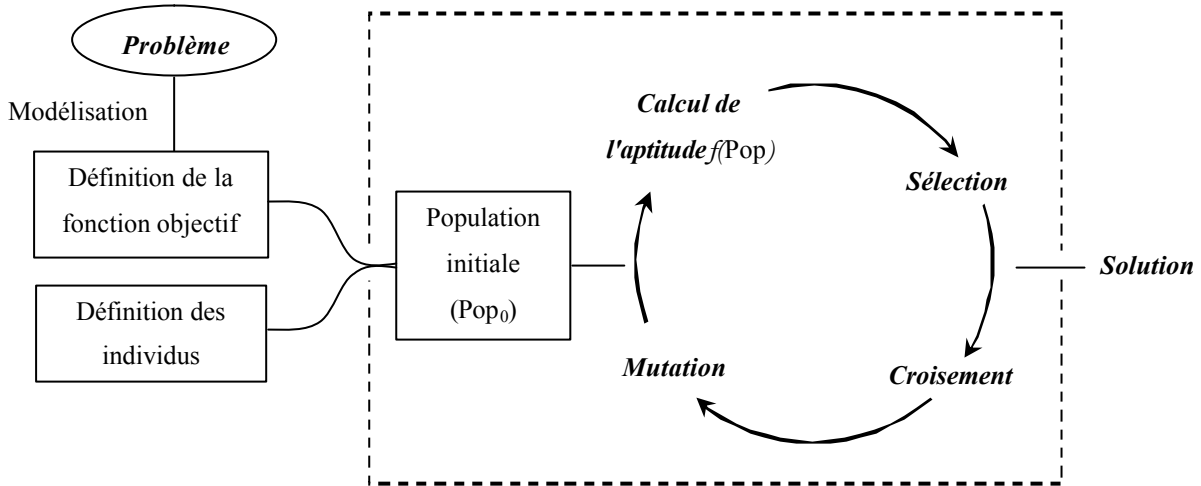 Problème
Modélisation
Définition de la
fonction objectif
Définition des
individus
Population
initiale
(Pop₀)
Calcul de
l'aptitude f(Pop)
Sélection
Croisement
Mutation
Solution